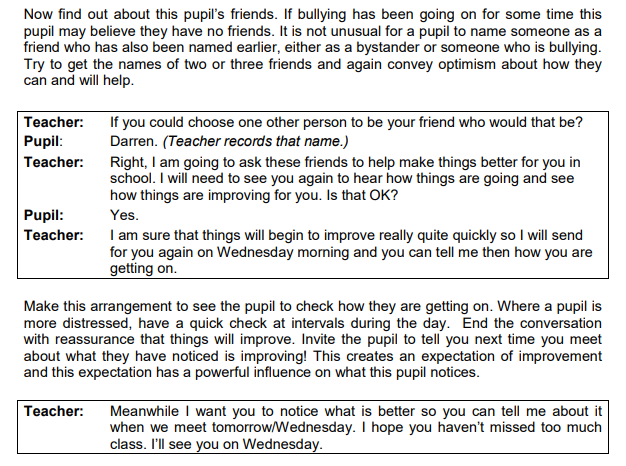 Now find out about this pupil's friends. If bullying has been going on for some time this
pupil may believe they have no friends. It is not unusual for a pupil to name someone as a
friend who has also been named earlier, either as a bystander or someone who is bullying.
Try to get the names of two or three friends and again convey optimism about how they
can and will help.
Teacher: If you could choose one other person to be your friend who would that be?
Pupil: Darren. (Teacher records that name.)
Teacher: Right, I am going to ask these friends to help make things better for you in
school. I will need to see you again to hear how things are going and see
how things are improving for you. Is that OK?
Pupil: Yes.
Teacher: I am sure that things will begin to improve really quite quickly so I will send
for you again on Wednesday morning and you can tell me then how you are
getting on.
Make this arrangement to see the pupil to check how they are getting on. Where a pupil is
more distressed, have a quick check at intervals during the day. End the conversation
with reassurance that things will improve. Invite the pupil to tell you next time you meet
about what they have noticed is improving! This creates an expectation of improvement
and this expectation has a powerful influence on what this pupil notices.
Teacher: Meanwhile I want you to notice what is better so you can tell me about it
when we meet tomorrow/Wednesday. I hope you haven't missed too much
class. I'll see you on Wednesday.